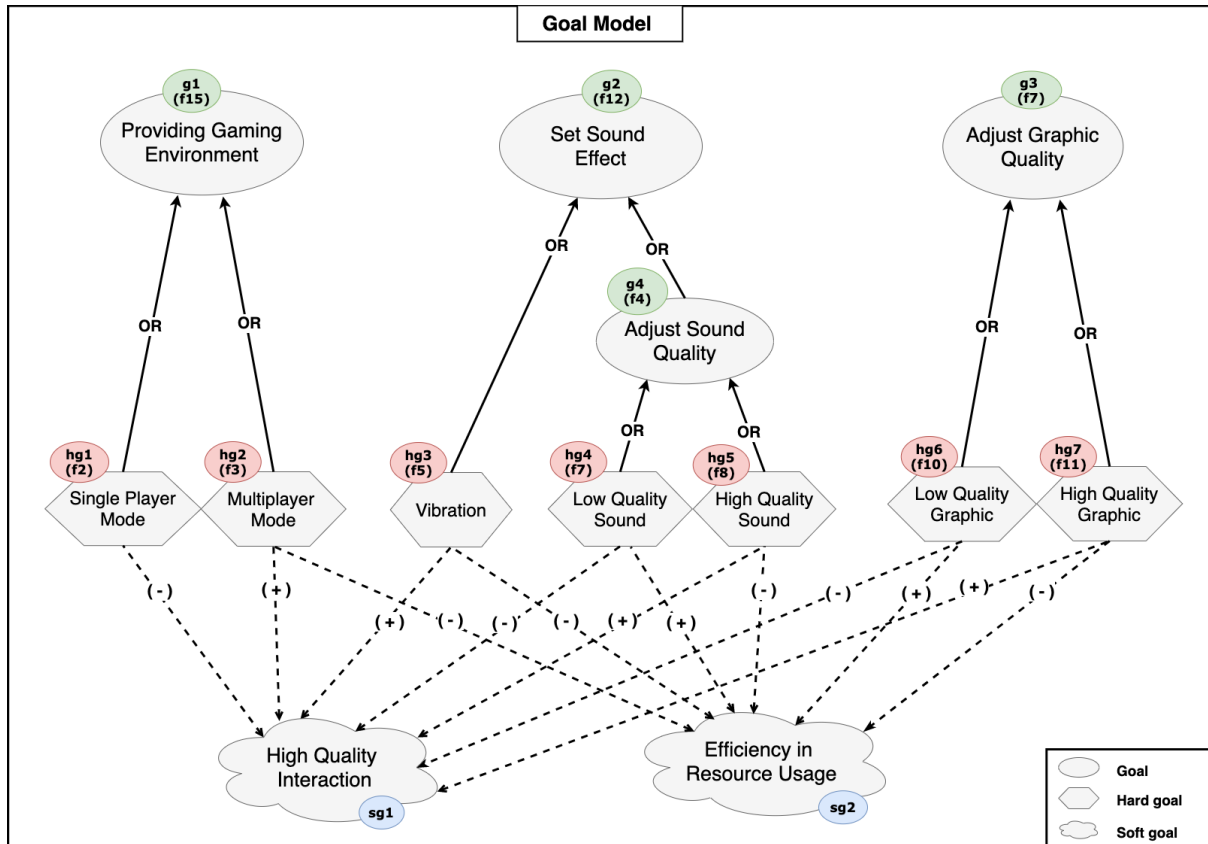 Goal Model
g1
(f15)
Providing Gaming
Environment
g2
(f12)
Set Sound
Effect
g3
(f7)
Adjust Graphic
Quality
OR
OR
g4
(f4)
Adjust Sound
Quality
OR
OR
OR
OR
OR
OR
hg1
(f2)
Single Player
Mode
hg2
(f3)
Multiplayer
Mode
hg3
(f5)
Vibration
hg4
(f7)
Low Quality
Sound
hg5
(f8)
High Quality
Sound
hg6
(f10)
Low Quality
Graphic
hg7
(f11)
High Quality
Graphic
(-)
(+)
(+)
(-)
(-)
(-)
(+)
(+)
(-)
(-)
(+)
(+)
(-)
High Quality
Interaction
sg1
Efficiency in
Resource Usage
sg2
Goal
Hard goal
Soft goal